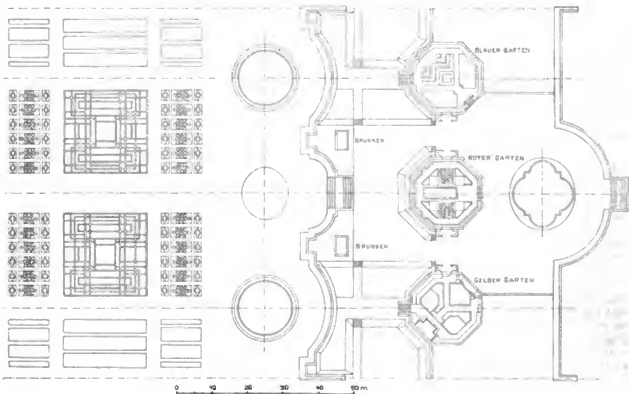 BLAUER GARTEN
BRUNNEN
ROTER GARTEN
BRUNNEN
GELBER GARTEN
0 10 20 30 40 50 m